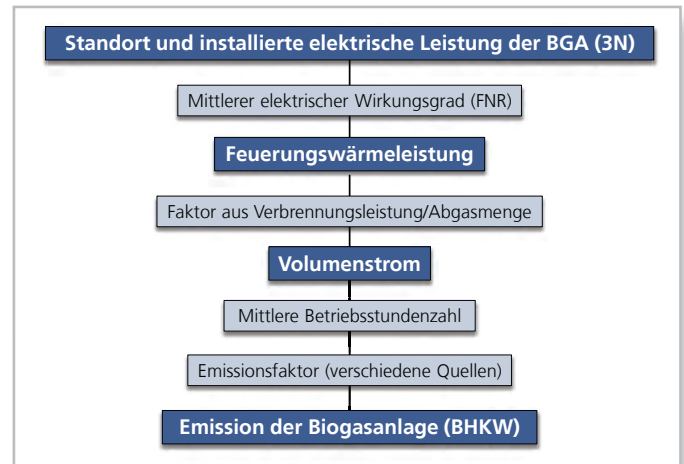 Standort und installierte elektrische Leistung der BGA (3N)
Mittlerer elektrischer Wirkungsgrad (FNR)
Feuerungswärmeleistung
Faktor aus Verbrennungsleistung/Abgasmenge
Volumenstrom
Mittlere Betriebsstundenzahl
Emissionsfaktor (verschiedene Quellen)
Emission der Biogasanlage (BHKW)